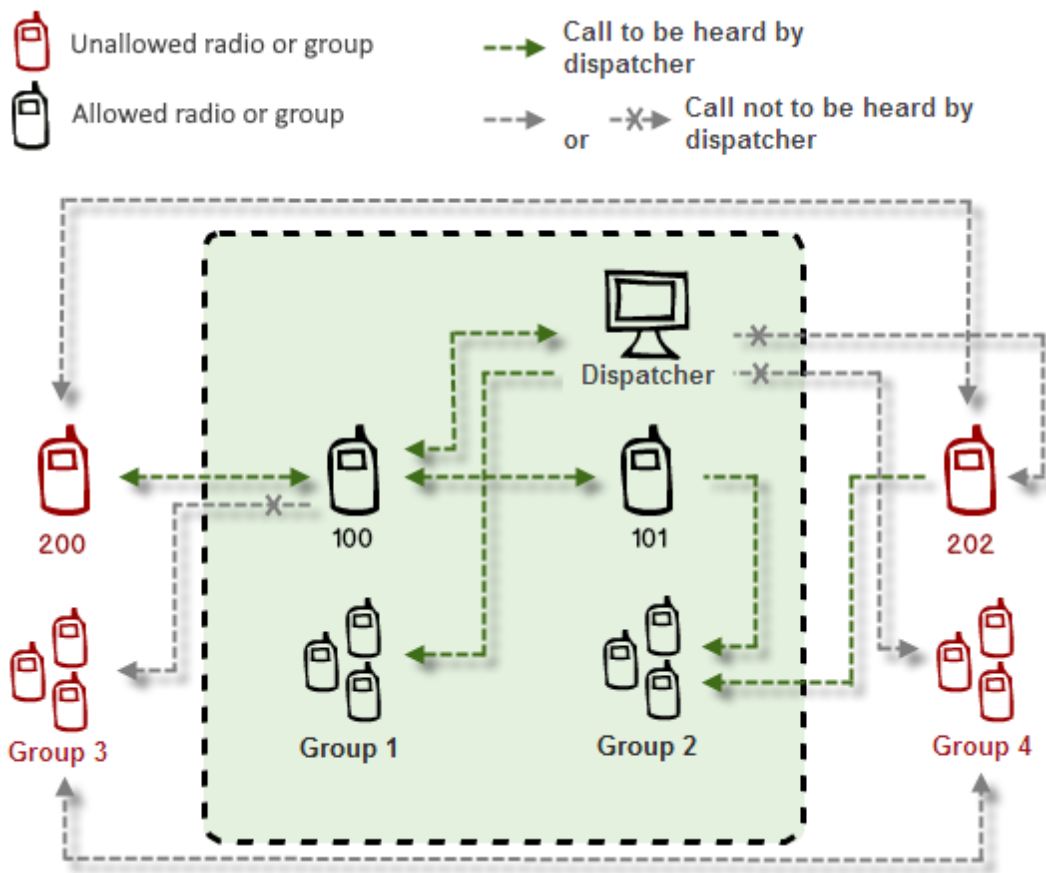 Unallowed radio or group
Call to be heard by
dispatcher
Allowed radio or group
or
Call not to be heard by
dispatcher
Dispatcher
200
100
101
202
Group 3
Group 1
Group 2
Group 4